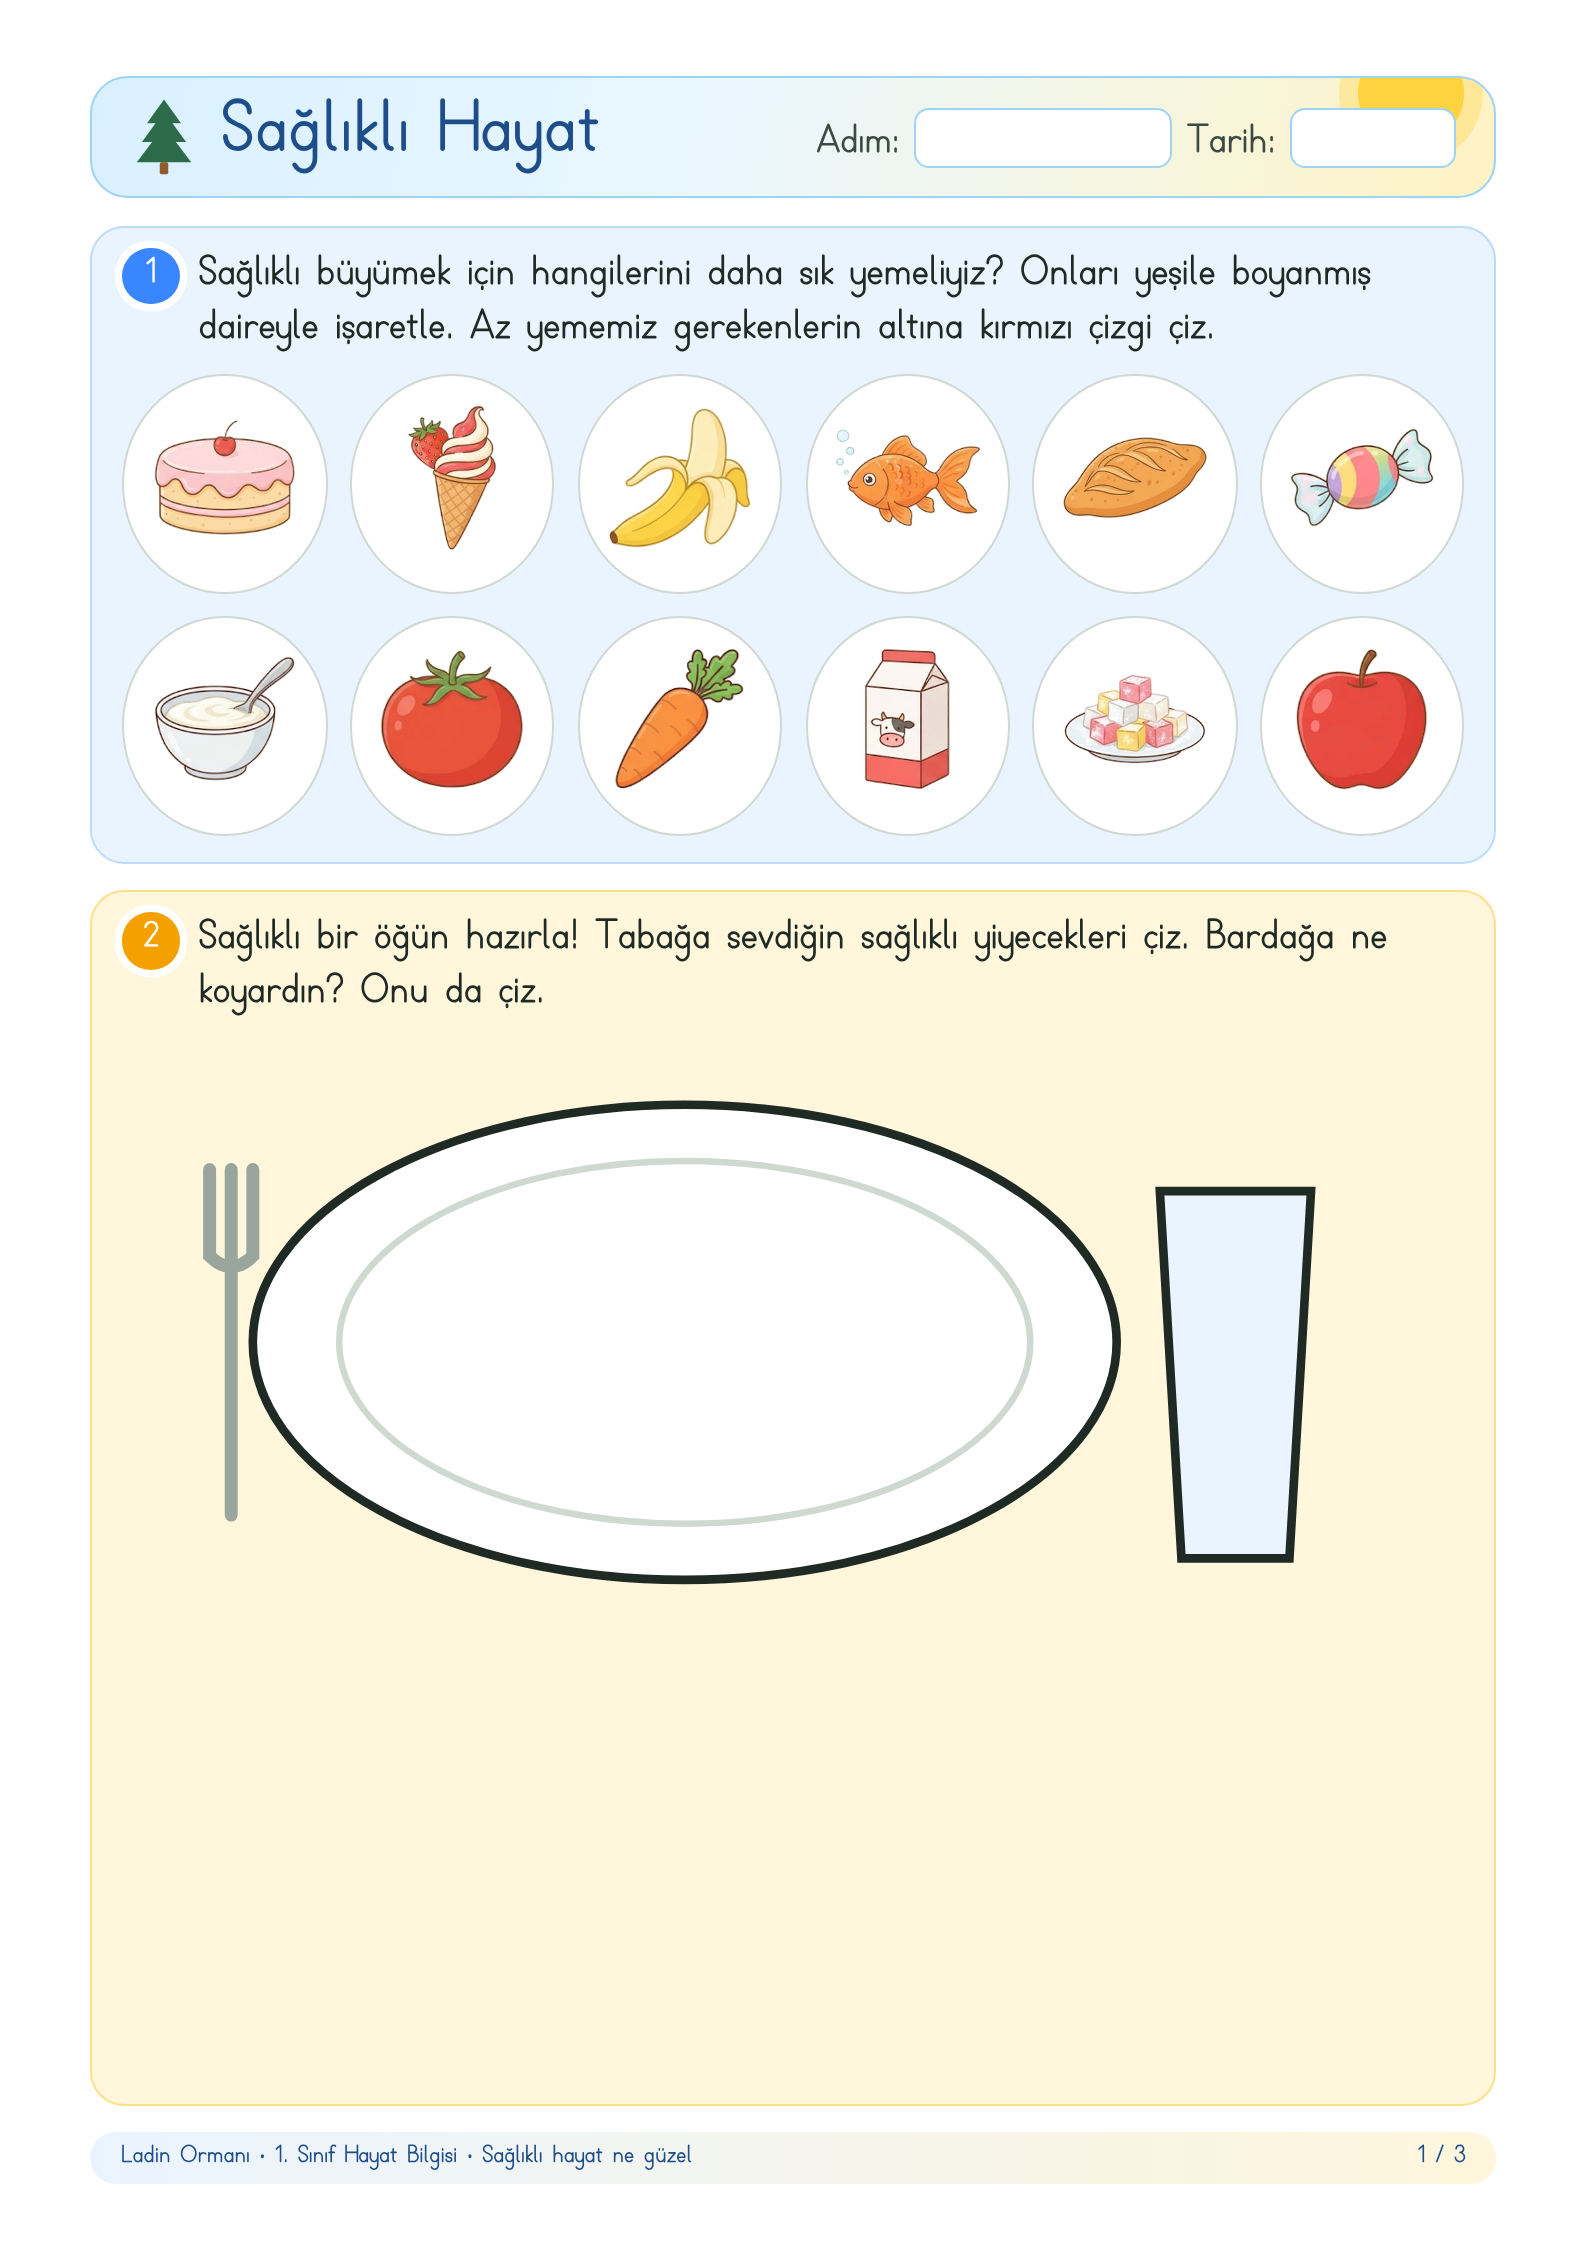 Sağlıklı Hayat
Adım:
Tarih:
1
Sağlıklı büyümek için hangilerini daha sık yemeliyiz? Onları yeşile boyanmış
daireyle işaretle. Az yememiz gerekenlerin altına kırmızı çizgi çiz.
2
Sağlıklı bir öğün hazırla! Tabağa sevdiğin sağlıklı yiyecekleri çiz. Bardağa ne
koyardın? Onu da çiz.
Ladin Ormanı • 1. Sınıf Hayat Bilgisi • Sağlıklı hayat ne güzel
1 / 3